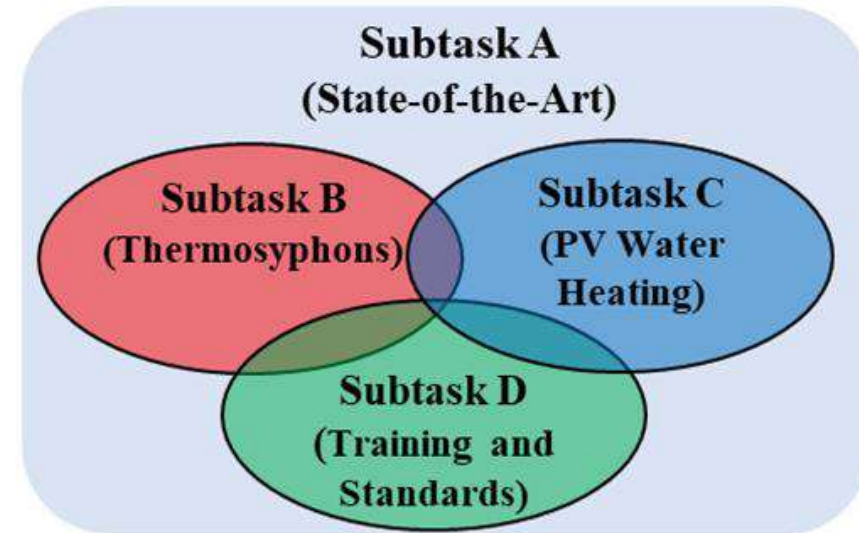 Subtask A
(State-of-the-Art)
Subtask B
(Thermosyphons)
Subtask C
(PV Water
Heating)
Subtask D
(Training and
Standards)